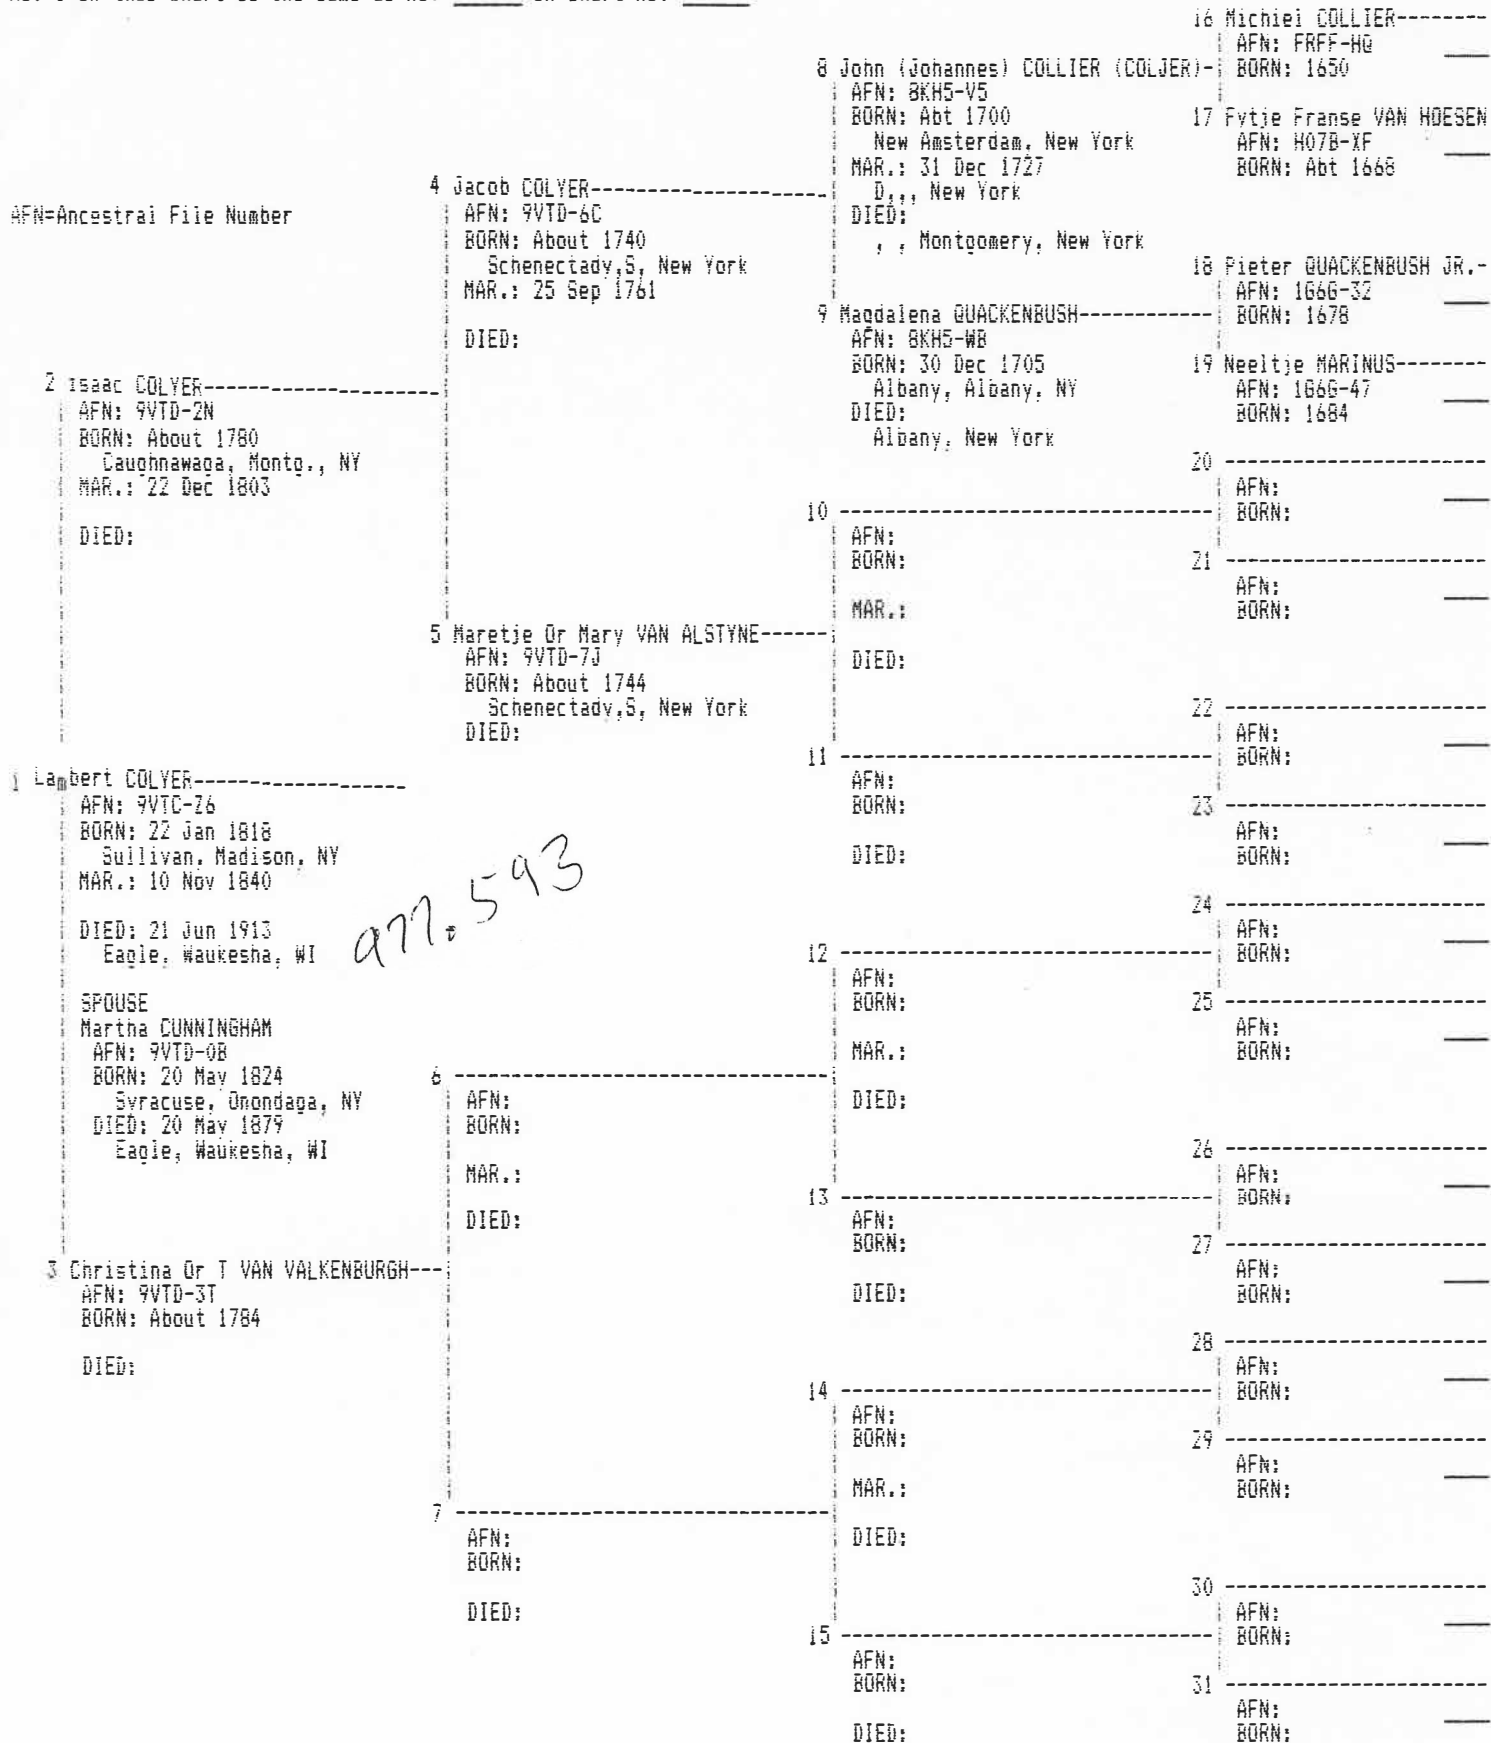 AFN=Ancestral File Number
1 Lambert COLYER
AFN: 9VTC-Z6
BORN: 22 Jan 1818
Sullivan, Madison, NY
MAR.: 10 Nov 1840
DIED: 21 Jun 1913
Eagle, Waukesha, WI
977.593
SPOUSE
Martha CUNNINGHAM
AFN: 9VTD-0B
BORN: 20 May 1824
Syracuse, Onondaga, NY
DIED: 20 May 1879
Eagle, Waukesha, WI
2 Isaac COLYER
AFN: 9VTD-2N
BORN: About 1780
Caughnawaga, Montg., NY
MAR.: 22 Dec 1803
DIED:
3 Christina Or T VAN VALKENBURGH
AFN: 9VTD-3T
BORN: About 1784
DIED:
4 Jacob COLYER
AFN: 9VTD-6C
BORN: About 1740
Schenectady,S, New York
MAR.: 25 Sep 1761
DIED:
5 Maretje Or Mary VAN ALSTYNE
AFN: 9VTD-7J
BORN: About 1744
Schenectady,S, New York
DIED:
6
AFN:
BORN:
MAR.:
DIED:
7
AFN:
BORN:
DIED:
8 John (Johannes) COLLIER (COLJER)
AFN: 8KH5-V5
BORN: Abt 1700
New Amsterdam, New York
MAR.: 31 Dec 1727
D,,, New York
DIED:
, , Montgomery, New York
9 Magdalena QUACKENBUSH
AFN: 8KH5-WB
BORN: 30 Dec 1705
Albany, Albany, NY
DIED:
Albany, New York
10
AFN:
BORN:
MAR.:
DIED:
11
AFN:
BORN:
DIED:
12
AFN:
BORN:
MAR.:
DIED:
13
AFN:
BORN:
DIED:
14
AFN:
BORN:
MAR.:
DIED:
15
AFN:
BORN:
DIED:
16 Michiel COLLIER
AFN: FRFF-HQ
BORN: 1650
17 Fytje Franse VAN HOESEN
AFN: H07B-XF
BORN: Abt 1668
18 Pieter QUACKENBUSH JR.
AFN: 1G6G-32
BORN: 1678
19 Neeltje MARINUS
AFN: 1G6G-47
BORN: 1684
20
AFN:
BORN:
21
AFN:
BORN:
22
AFN:
BORN:
23
AFN:
BORN:
24
AFN:
BORN:
25
AFN:
BORN:
26
AFN:
BORN:
27
AFN:
BORN:
28
AFN:
BORN:
29
AFN:
BORN:
30
AFN:
BORN:
31
AFN:
BORN: